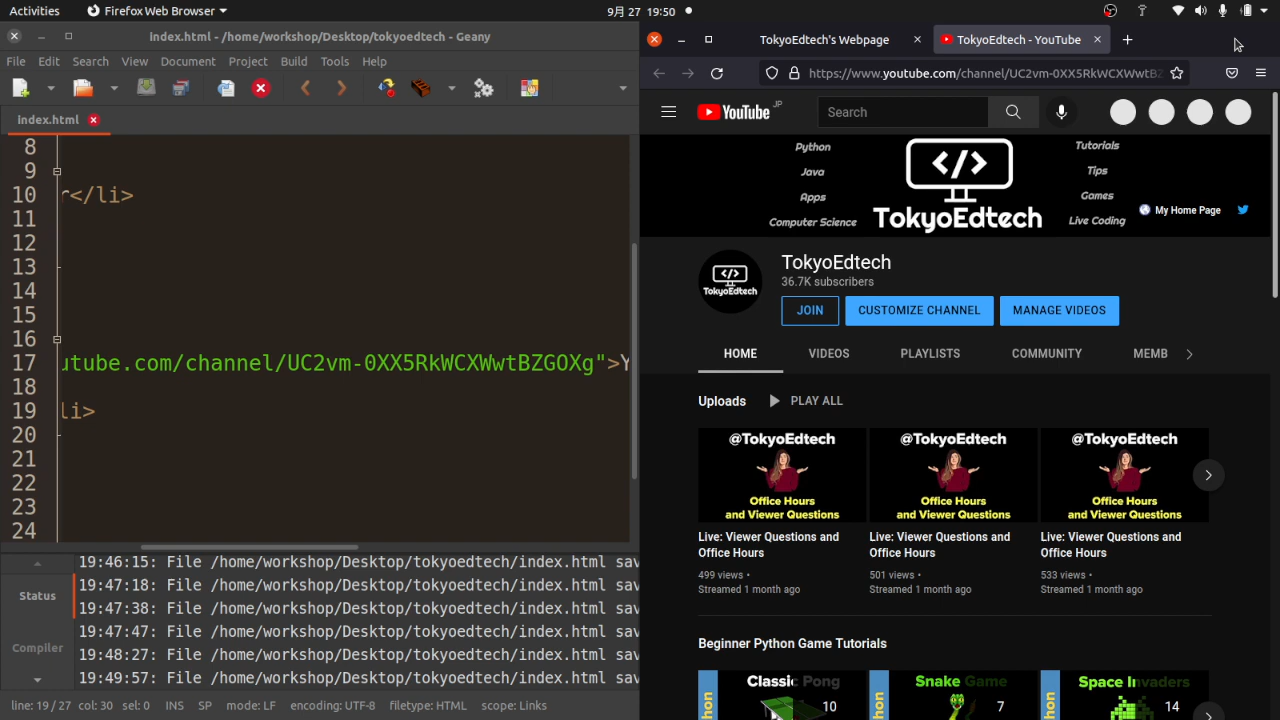 Activities
Firefox Web Browser
9月 27 19:50
index.html - /home/workshop/Desktop/tokyoedtech - Geany
File Edit Search View Document Project Build Tools Help
index.html
8
9
10 r</li>
11
12
13
14
15
16
17 utube.com/channel/UC2vm-0XX5RkWCXWwtBZGOXg">Y
18
19 li>
20
21
22
23
24
Status
Compiler
19:46:15: File /home/workshop/Desktop/tokyoedtech/index.html sav
19:47:18: File /home/workshop/Desktop/tokyoedtech/index.html sav
19:47:38: File /home/workshop/Desktop/tokyoedtech/index.html sav
19:47:47: File /home/workshop/Desktop/tokyoedtech/index.html sav
19:48:27: File /home/workshop/Desktop/tokyoedtech/index.html sav
19:49:57: File /home/workshop/Desktop/tokyoedtech/index.html sav
line: 19 / 27 col: 30 sel: 0 INS SP mode: LF encoding: UTF-8 filetype: HTML scope: Links
TokyoEdtech's Webpage
TokyoEdtech - YouTube
https://www.youtube.com/channel/UC2vm-0XX5RkWCXWwtBZ
YouTube JP
Search
Python
Java
Apps
Computer Science
</>
TokyoEdtech
Tutorials
Tips
Games
Live Coding
My Home Page
</>
TokyoEdtech
TokyoEdtech
36.7K subscribers
JOIN
CUSTOMIZE CHANNEL
MANAGE VIDEOS
HOME VIDEOS PLAYLISTS COMMUNITY MEMB
Uploads
PLAY ALL
@TokyoEdtech
Office Hours
and Viewer Questions
Live: Viewer Questions and
Office Hours
499 views •
Streamed 1 month ago
@TokyoEdtech
Office Hours
and Viewer Questions
Live: Viewer Questions and
Office Hours
501 views •
Streamed 1 month ago
@TokyoEdtech
Office Hours
and Viewer Questions
Live: Viewer Questions and
Office Hours
533 views •
Streamed 1 month ago
Beginner Python Game Tutorials
Classic Pong
10
hon
Snake Game
7
hon
Space Invaders
14
hon